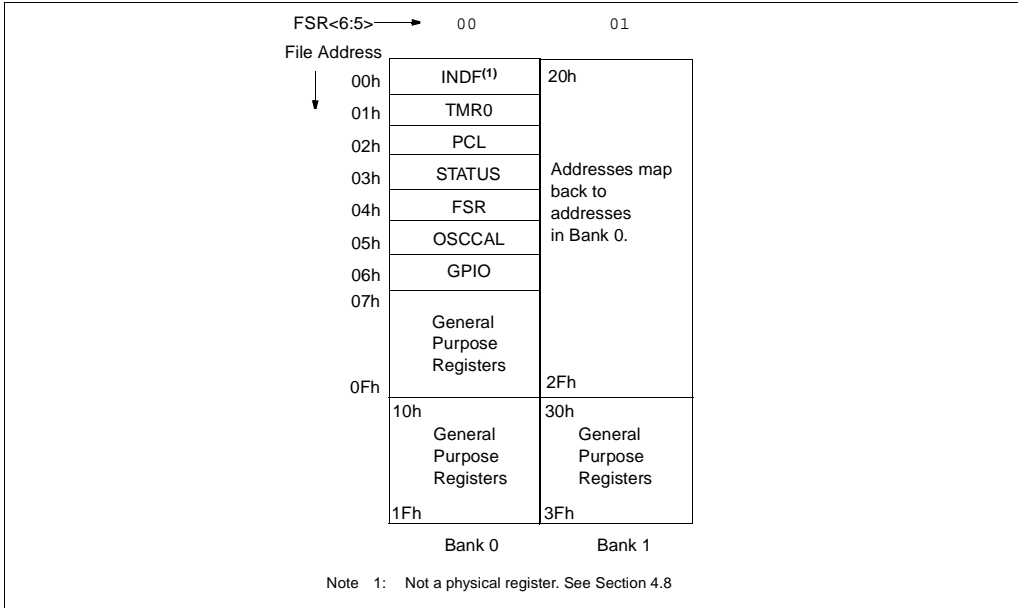 FSR<6:5> 00 01
File Address
00h INDF(1) 20h
01h TMR0
02h PCL
03h STATUS Addresses map
back to
04h FSR addresses
05h OSCCAL in Bank 0.
06h GPIO
07h
General
Purpose
Registers
0Fh 2Fh
10h 30h
General General
Purpose Purpose
Registers Registers
1Fh 3Fh
Bank 0 Bank 1
Note 1: Not a physical register. See Section 4.8